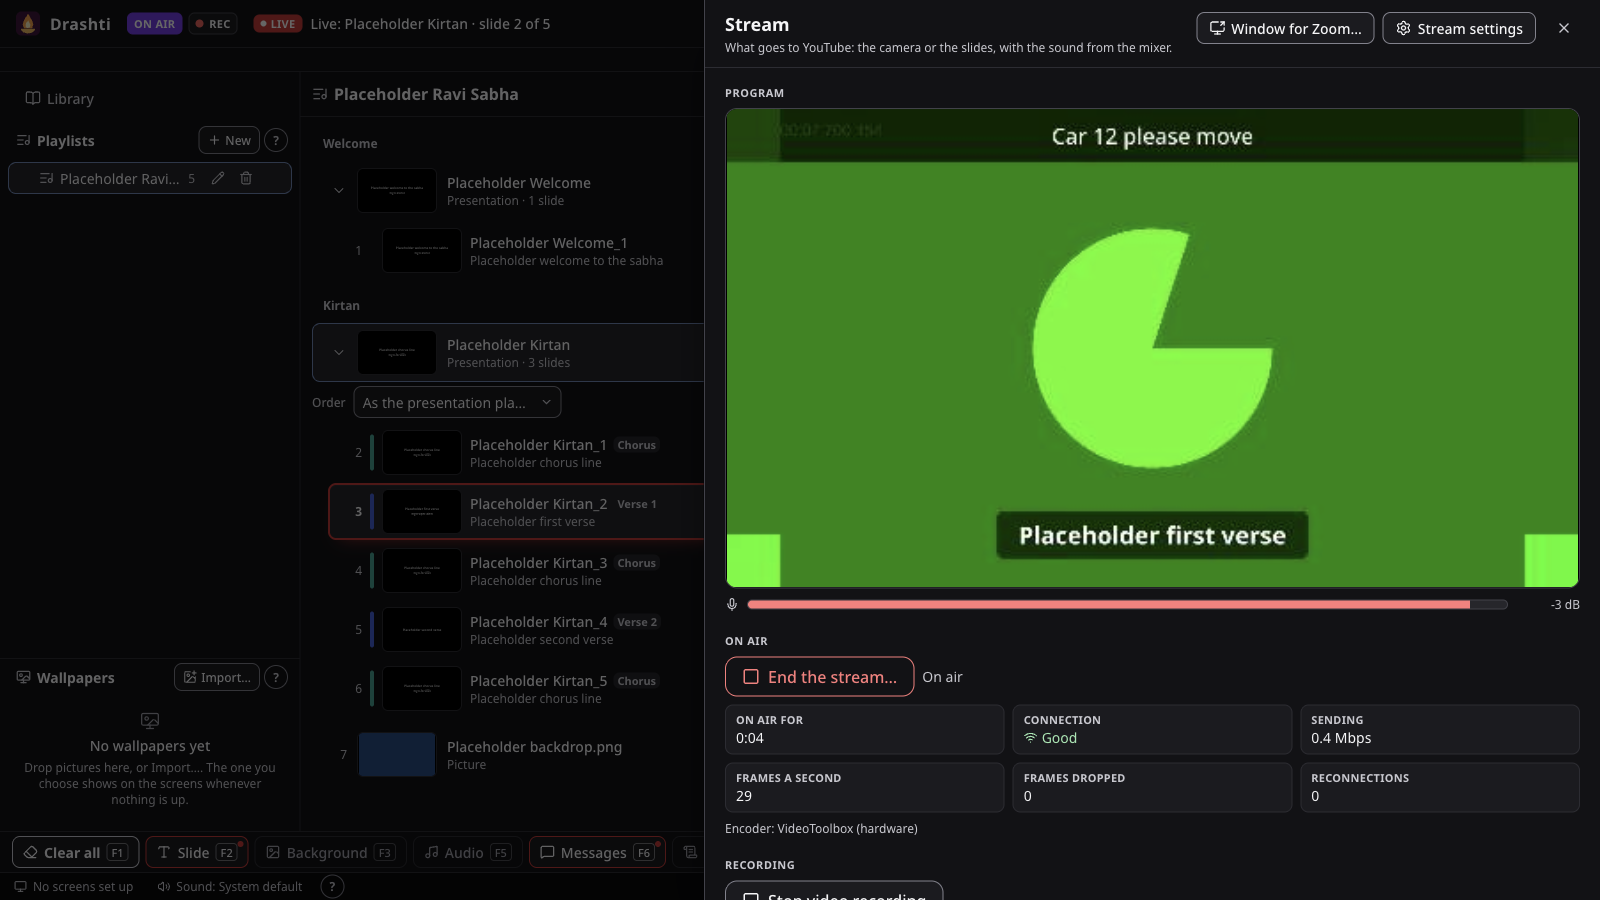 Drashti
ON AIR
REC
LIVE
Live: Placeholder Kirtan · slide 2 of 5
Library
Playlists
New
?
Placeholder Ravi...
5
Placeholder Ravi Sabha
Welcome
Placeholder Welcome
Presentation · 1 slide
1
Placeholder Welcome_1
Placeholder welcome to the sabha
Kirtan
Placeholder Kirtan
Presentation · 3 slides
Order
As the presentation pla...
2
Placeholder Kirtan_1
Chorus
Placeholder chorus line
3
Placeholder Kirtan_2
Verse 1
Placeholder first verse
4
Placeholder Kirtan_3
Chorus
Placeholder chorus line
5
Placeholder Kirtan_4
Verse 2
Placeholder second verse
6
Placeholder Kirtan_5
Chorus
Placeholder chorus line
7
Placeholder backdrop.png
Picture
Wallpapers
Import...
?
No wallpapers yet
Drop pictures here, or Import.... The one you
choose shows on the screens whenever
nothing is up.
Clear all F1
Slide F2
Background F3
Audio F5
Messages F6
No screens set up
Sound: System default
?
Stream
What goes to YouTube: the camera or the slides, with the sound from the mixer.
Window for Zoom...
Stream settings
PROGRAM
Car 12 please move
Placeholder first verse
-3 dB
ON AIR
End the stream...
On air
ON AIR FOR
0:04
CONNECTION
Good
SENDING
0.4 Mbps
FRAMES A SECOND
29
FRAMES DROPPED
0
RECONNECTIONS
0
Encoder: VideoToolbox (hardware)
RECORDING
Stop video recording